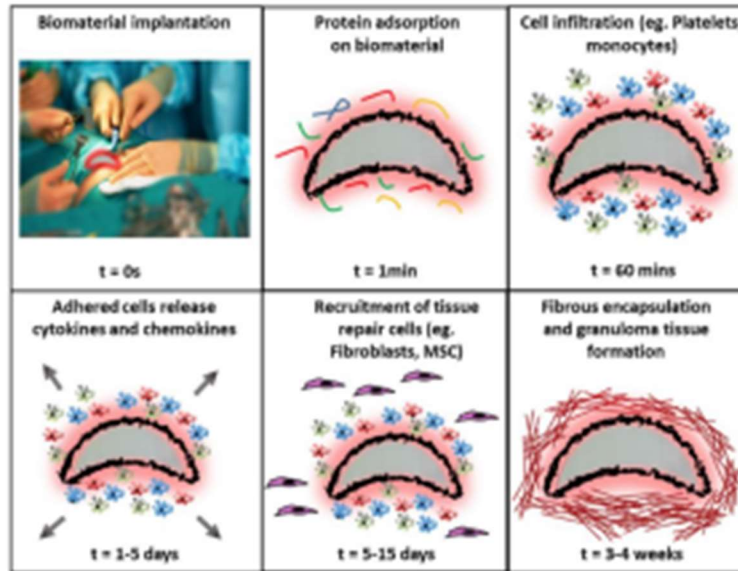 Biomaterial implantation
t = 0s
Protein adsorption
on biomaterial
t = 1min
Cell infiltration (eg. Platelets,
monocytes)
t = 60 mins
Adhered cells release
cytokines and chemokines
t = 1-5 days
Recruitment of tissue
repair cells (eg.
Fibroblasts, MSC)
t = 5-15 days
Fibrous encapsulation
and granuloma tissue
formation
t = 3-4 weeks